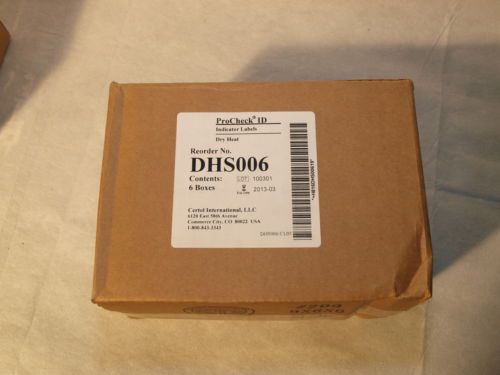 ProCheck® ID
Indicator Labels
Dry Heat
Reorder No.
DHS006
Contents: LOT 100301
6 Boxes 2013-03
Certol International, LLC
6120 East 58th Avenue
Commerce City, CO 80022 USA
1-800-843-3343